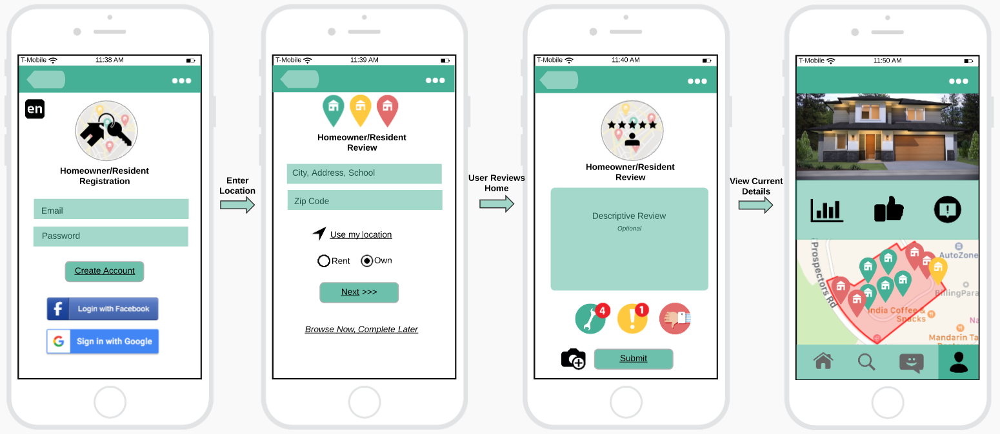 T-Mobile 11:38 AM
en
Homeowner/Resident
Registration
Email
Password
Create Account
f Login with Facebook
G Sign in with Google
Enter
Location
T-Mobile 11:39 AM
Homeowner/Resident
Review
City, Address, School
Zip Code
Use my location
Rent Own
Next >>>
Browse Now, Complete Later
User Reviews
Home
T-Mobile 11:40 AM
Homeowner/Resident
Review
Descriptive Review
Optional
4 ! 1
Submit
View Current
Details
T-Mobile 11:50 AM
!
Prospectors Rd
AutoZone
BillingPara
India Coffee &
Snacks
Na
Mandarin Ta